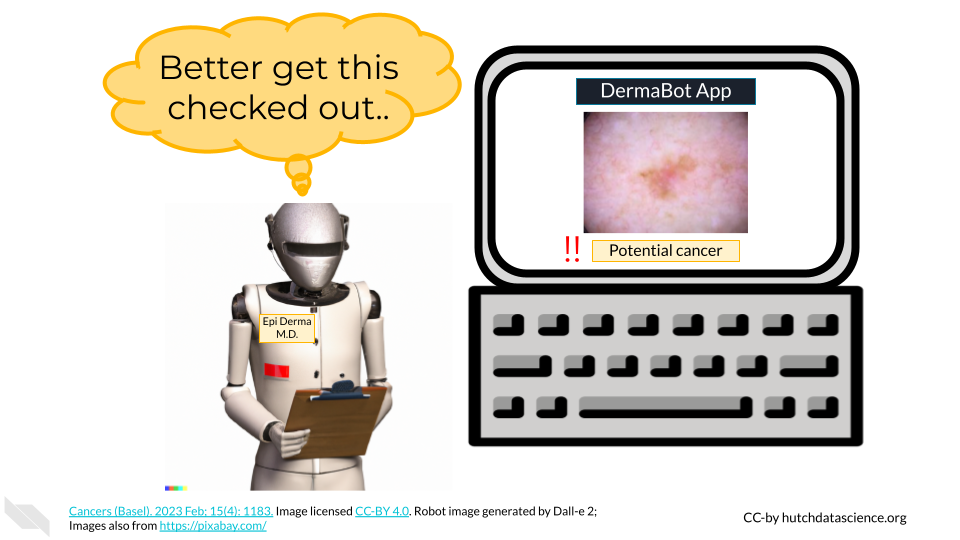 Better get this
checked out..
DermaBot App
!! Potential cancer
Epi Derma
M.D.
Cancers (Basel). 2023 Feb; 15(4): 1183. Image licensed CC-BY 4.0. Robot image generated by Dall-e 2;
Images also from https://pixabay.com/
CC-by hutchdatascience.org